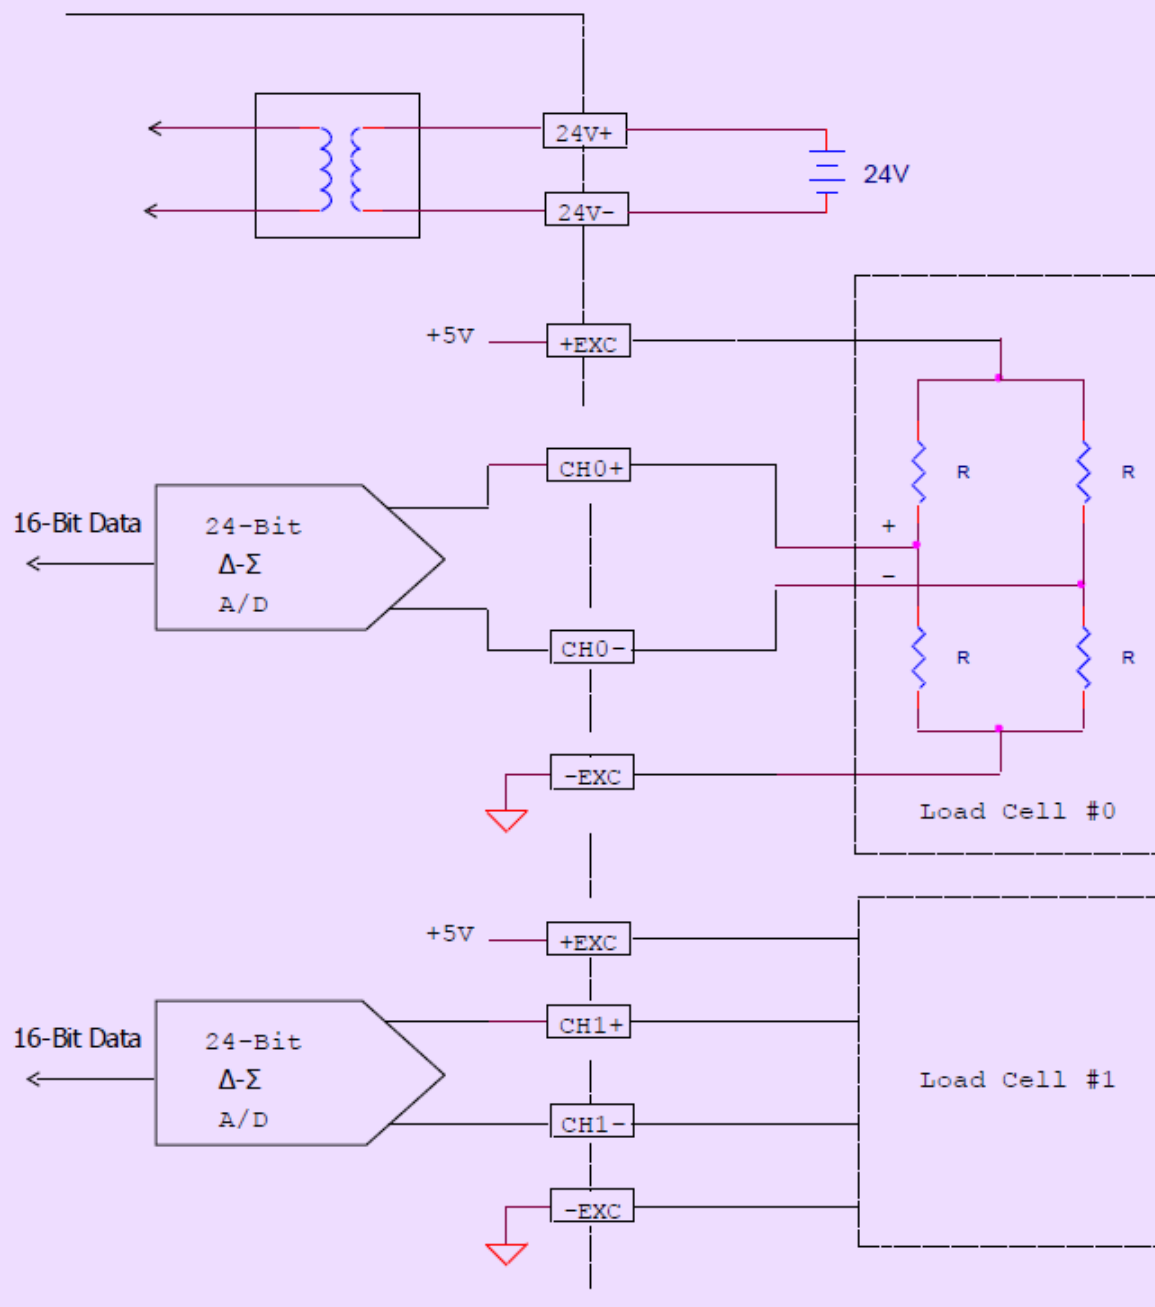 24V+
24V
24V-
+5V
+EXC
CH0+
R
R
16-Bit Data
24-Bit
Δ-Σ
A/D
+
-
CH0-
R
R
-EXC
Load Cell #0
+5V
+EXC
CH1+
16-Bit Data
24-Bit
Δ-Σ
A/D
Load Cell #1
CH1-
-EXC